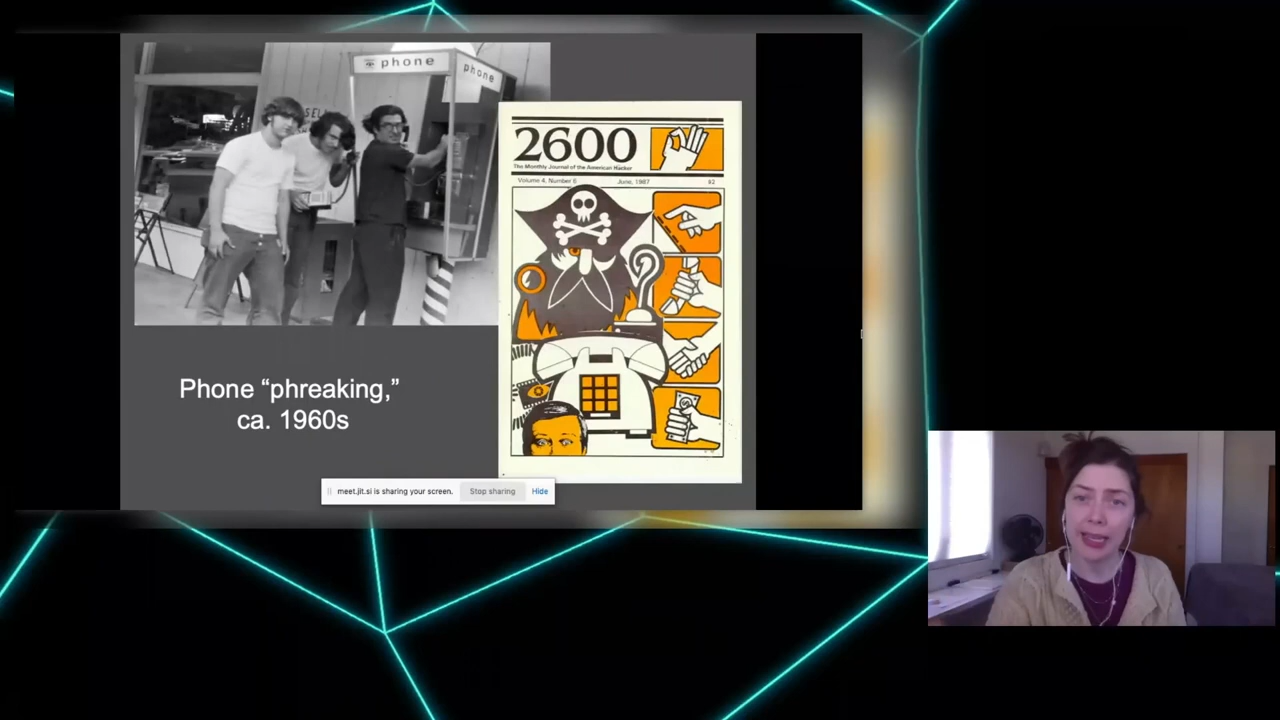 phone
phone
SEL
2600
The Monthly Journal of the American Hacker
Volume 4, Number 6
June, 1987
$2
Phone “phreaking,”
ca. 1960s
meet.jit.si is sharing your screen.
Stop sharing
Hide